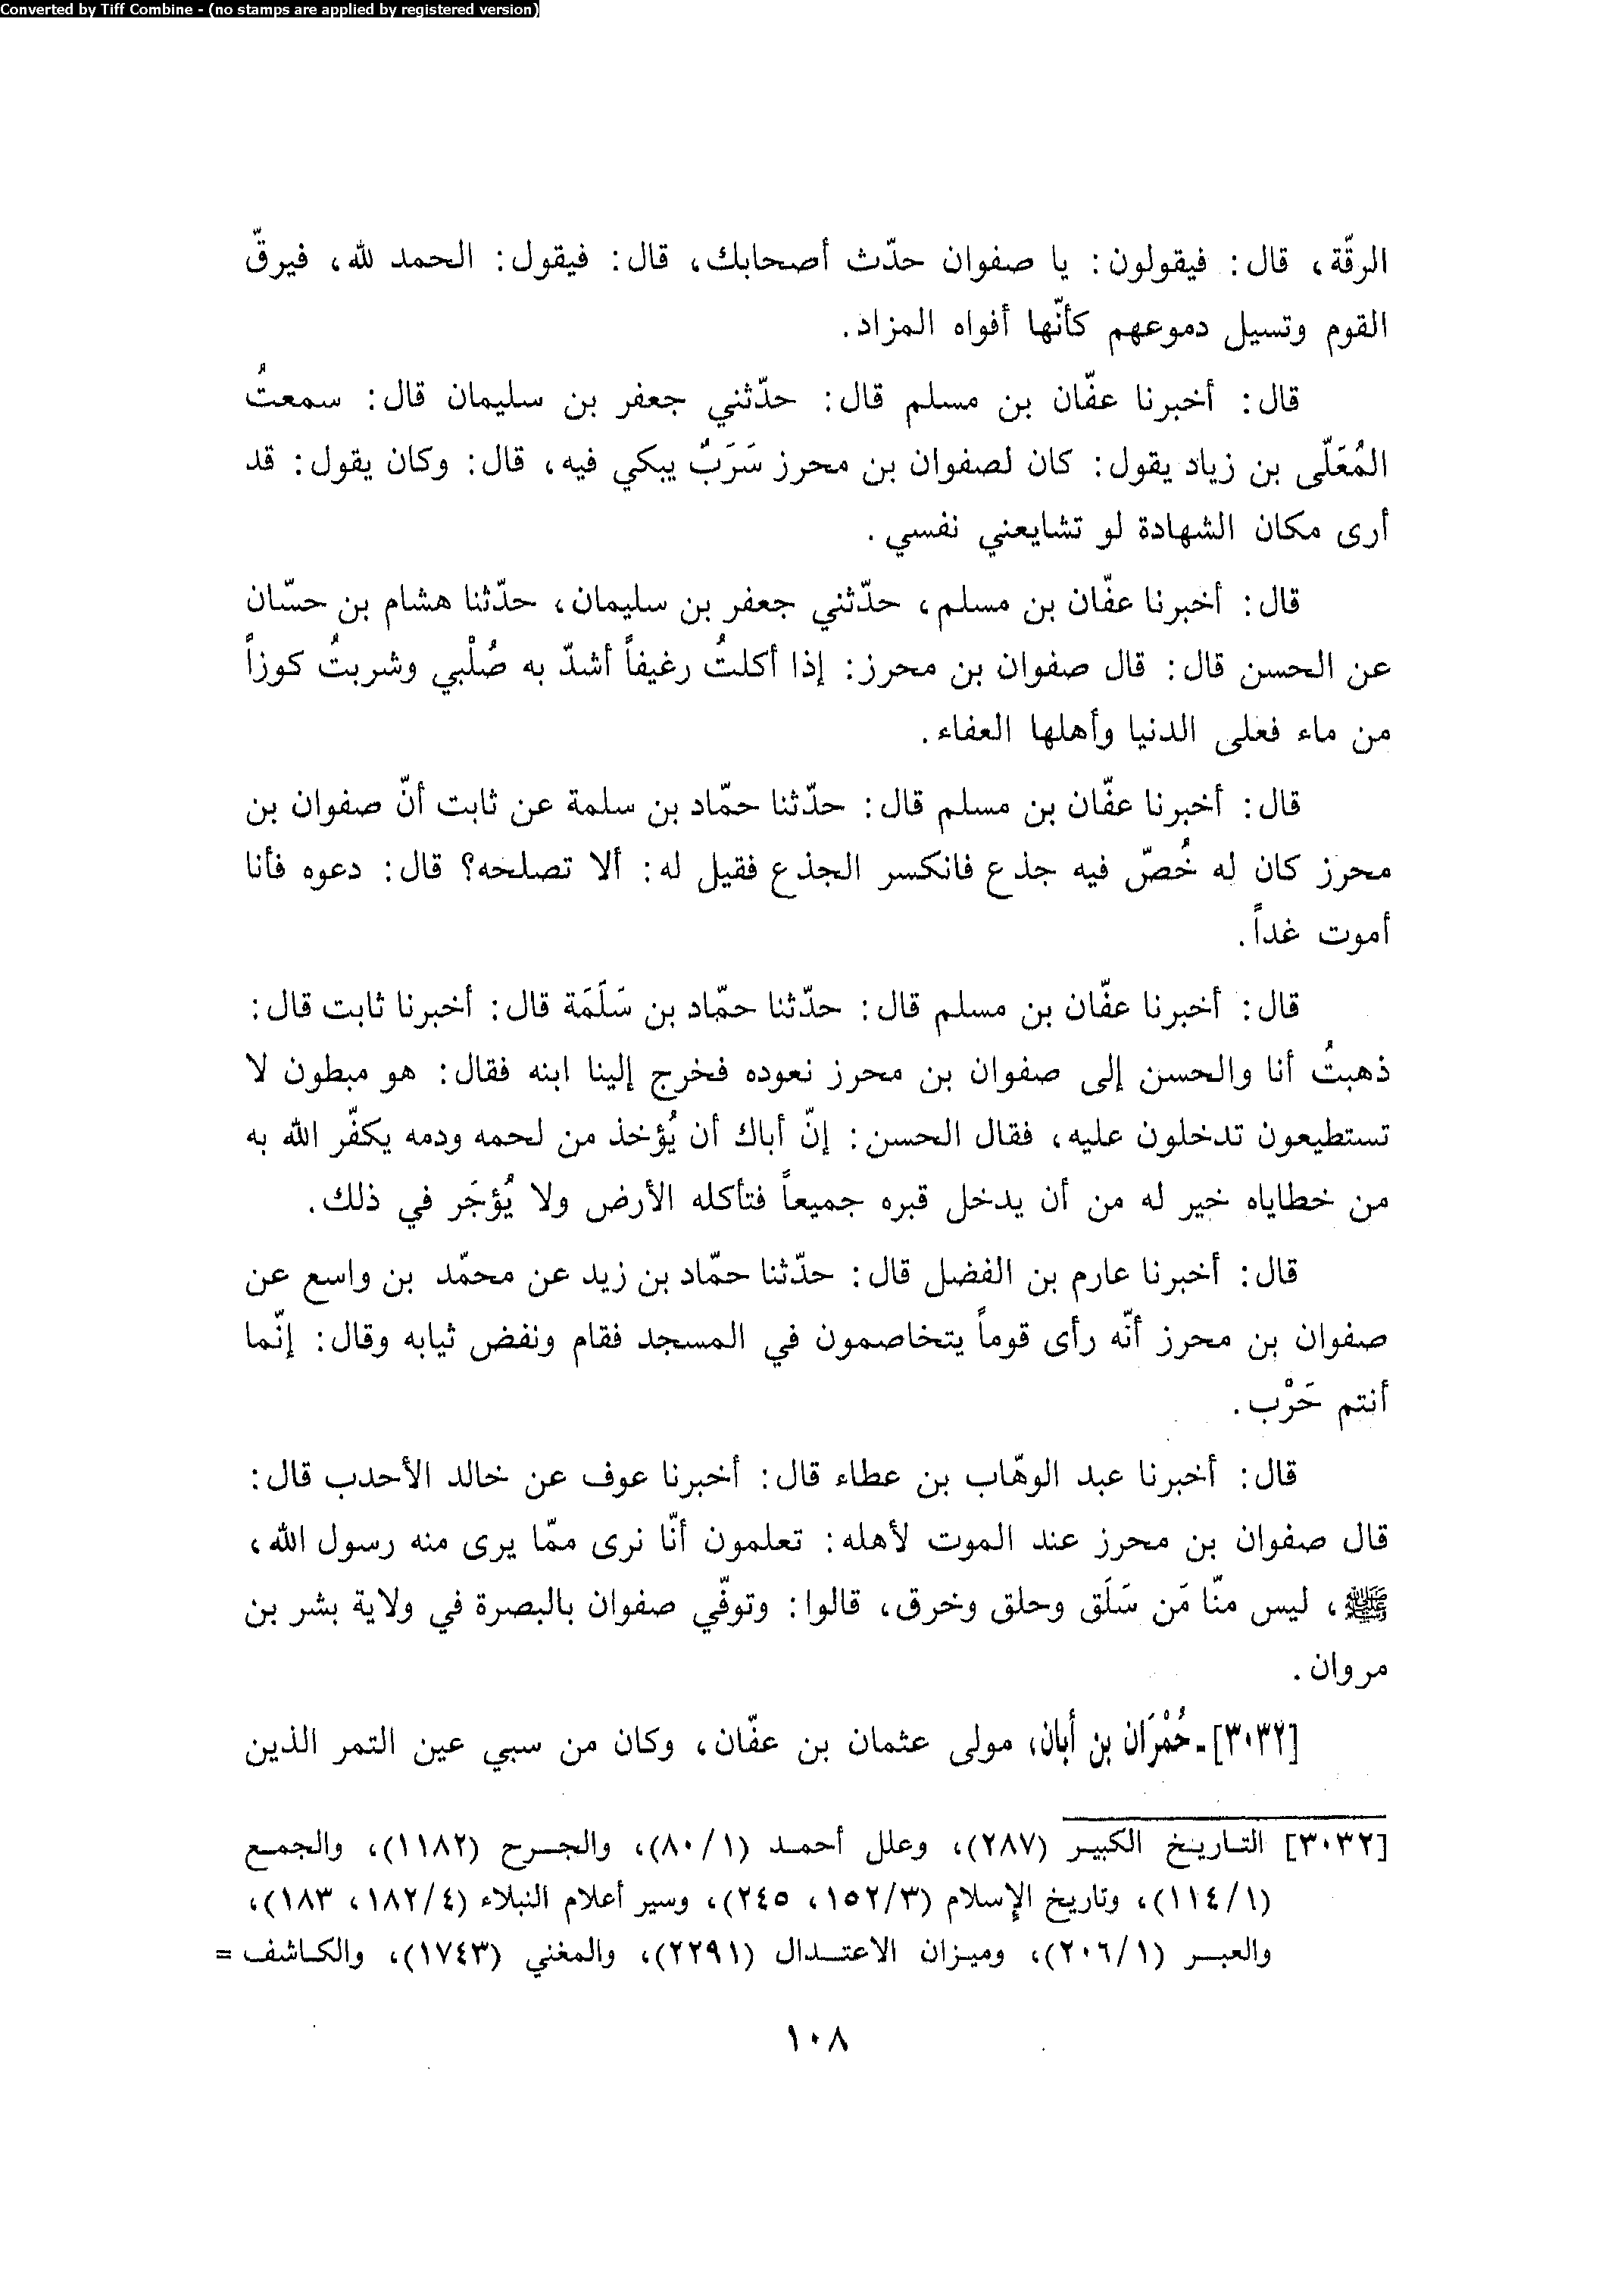 Converted by Tiff Combine - (no stamps are applied by registered version)
الرقّة، قال: فيقولون: يا صفوان حدّث أصحابك، قال: فيقول: الحمد لله، فيرقّ
القوم وتسيل دموعهم كأنّها أفواه المزاد.
قال: أخبرنا عفّان بن مسلم قال: حدّثني جعفر بن سليمان قال: سمعتُ
المُعَلّى بن زياد يقول: كان لصفوان بن محرز سَرَبٌ يبكي فيه، قال: وكان يقول: قد
أرى مكان الشهادة لو تشايعني نفسي.
قال: أخبرنا عفّان بن مسلم، حدّثني جعفر بن سليمان، حدّثنا هشام بن حسّان
عن الحسن قال: قال صفوان بن محرز: إذا أكلتُ رغيفاً أشدّ به صُلْبي وشربتُ كوزاً
من ماء فعلى الدنيا وأهلها العفاء.
قال: أخبرنا عفّان بن مسلم قال: حدّثنا حمّاد بن سلمة عن ثابت أنّ صفوان بن
محرز كان له خُصّ فيه جذع فانكسر الجذع فقيل له: ألا تصلحه؟ قال: دعوه فأنا
أموت غداً.
قال: أخبرنا عفّان بن مسلم قال: حدّثنا حمّاد بن سَلَمَة قال: أخبرنا ثابت قال:
ذهبتُ أنا والحسن إلى صفوان بن محرز نعوده فخرج إلينا ابنه فقال: هو مبطون لا
تستطيعون تدخلون عليه، فقال الحسن: إنّ أباك أن يُؤخذ من لحمه ودمه يكفّر الله به
من خطاياه خير له من أن يدخل قبره جميعاً فتأكله الأرض ولا يُؤجَر في ذلك.
قال: أخبرنا عارم بن الفضل قال: حدّثنا حمّاد بن زيد عن محمّد بن واسع عن
صفوان بن محرز أنّه رأى قوماً يتخاصمون في المسجد فقام ونفض ثيابه وقال: إنّما
أنتم حَرْب.
قال: أخبرنا عبد الوهّاب بن عطاء قال: أخبرنا عوف عن خالد الأحدب قال:
قال صفوان بن محرز عند الموت لأهله: تعلمون أنّا نرى ممّا يرى منه رسول الله،
ﷺ، ليس منّا مَن سَلَق وحلق وخرق، قالوا: وتوفّي صفوان بالبصرة في ولاية بشر بن
مروان.
[٣٠٣٢]ـ حُمْرَان بن أبان، مولى عثمان بن عفّان، وكان من سبي عين التمر الذين
[٣٠٣٢] التاريخ الكبير (٢٨٧)، وعلل أحمد (٨٠/١)، والجرح (١١٨٢)، والجمع
(١١٤/١)، وتاريخ الإسلام (١٥٢/٣، ٢٤٥)، وسير أعلام النبلاء (١٨٢/٤، ١٨٣)،
والعبر (٢٠٦/١)، وميزان الاعتدال (٢٢٩١)، والمغني (١٧٤٣)، والكاشف =
١٠٨